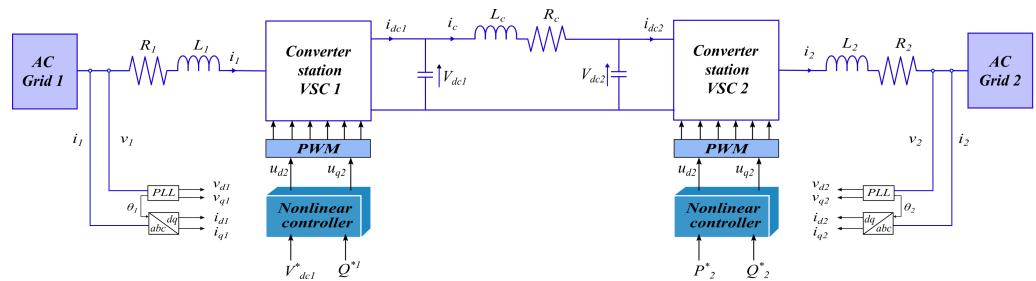 AC
Grid 1
R1
L1
i1
Converter
station
VSC 1
idc1
ic
Lc
Rc
idc2
Vdc1
Vdc2
Converter
station
VSC 2
i2
L2
R2
AC
Grid 2
i1
v1
PWM
ud2
uq2
PWM
ud2
uq2
v2
i2
PLL
vd1
vq1
θ1
dq
abc
id1
iq1
Nonlinear
controller
V*dc1
Q*1
Nonlinear
controller
P*2
Q*2
vd2
vq2
PLL
θ2
id2
iq2
dq
abc